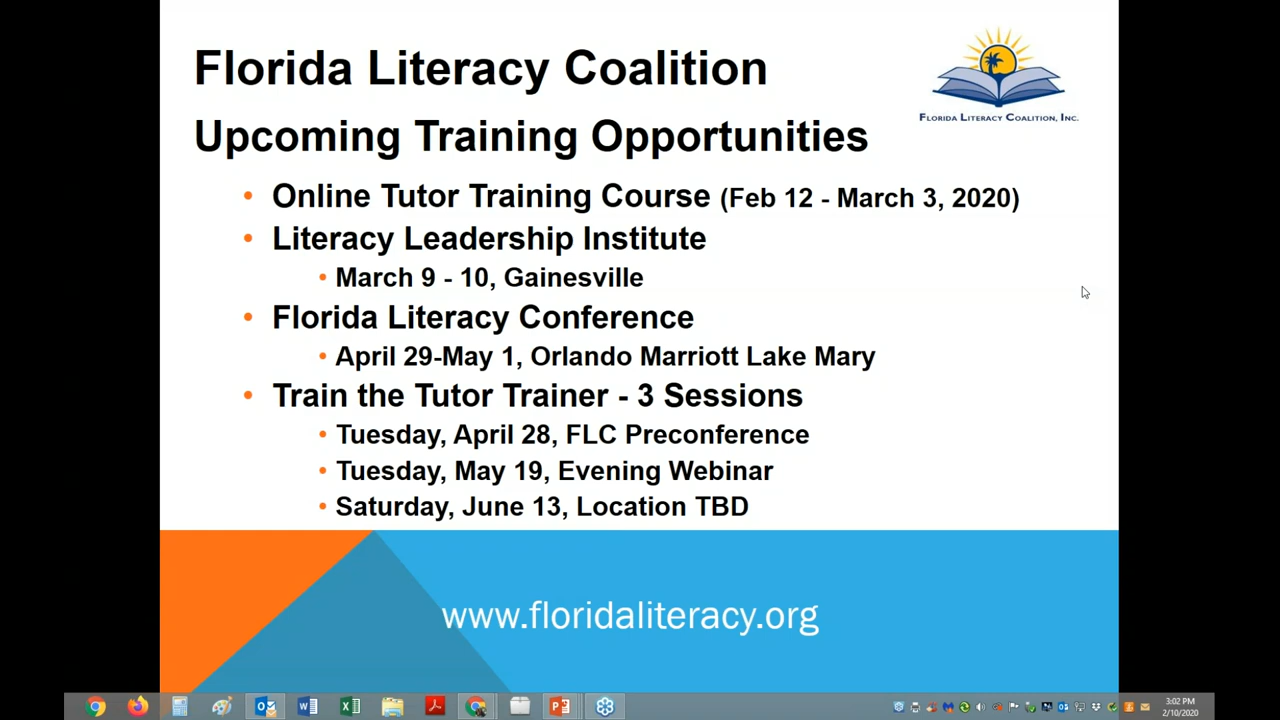 Florida Literacy Coalition
FLORIDA LITERACY COALITION, INC.
Upcoming Training Opportunities
• Online Tutor Training Course (Feb 12 - March 3, 2020)
• Literacy Leadership Institute
• March 9 - 10, Gainesville
• Florida Literacy Conference
• April 29-May 1, Orlando Marriott Lake Mary
• Train the Tutor Trainer - 3 Sessions
• Tuesday, April 28, FLC Preconference
• Tuesday, May 19, Evening Webinar
• Saturday, June 13, Location TBD
www.floridaliteracy.org
3:02 PM
2/10/2020